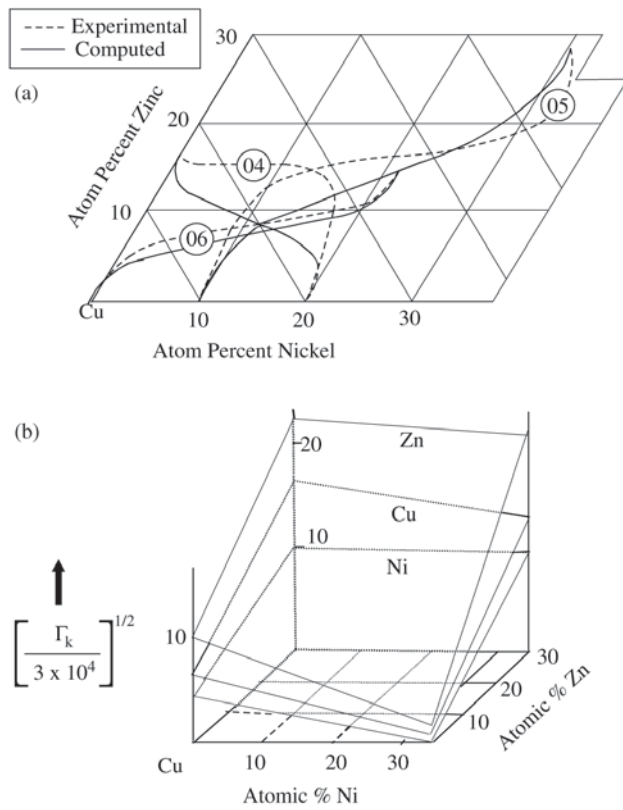 Experimental
Computed
(a)
30
20
10
Atom Percent Zinc
04
05
06
Cu
10
20
30
Atom Percent Nickel
(b)
20
10
Zn
Cu
Ni
[Γk / 3 x 10^4]^1/2
10
30
20
10
Atomic % Zn
Cu
10
20
30
Atomic % Ni